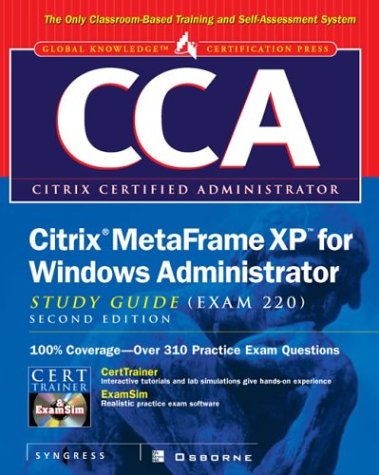 The Only Classroom-Based Training and Self-Assessment System
GLOBAL KNOWLEDGE™ CERTIFICATION PRESS
CCA
CITRIX CERTIFIED ADMINISTRATOR
Citrix® MetaFrame XP™ for
Windows Administrator
STUDY GUIDE (EXAM 220)
SECOND EDITION
100% Coverage—Over 310 Practice Exam Questions
CERT
TRAINER
& ExamSim
CertTrainer
Interactive tutorials and lab simulations give hands-on experience
ExamSim
Realistic practice exam software
SYNGRESS
OSBORNE